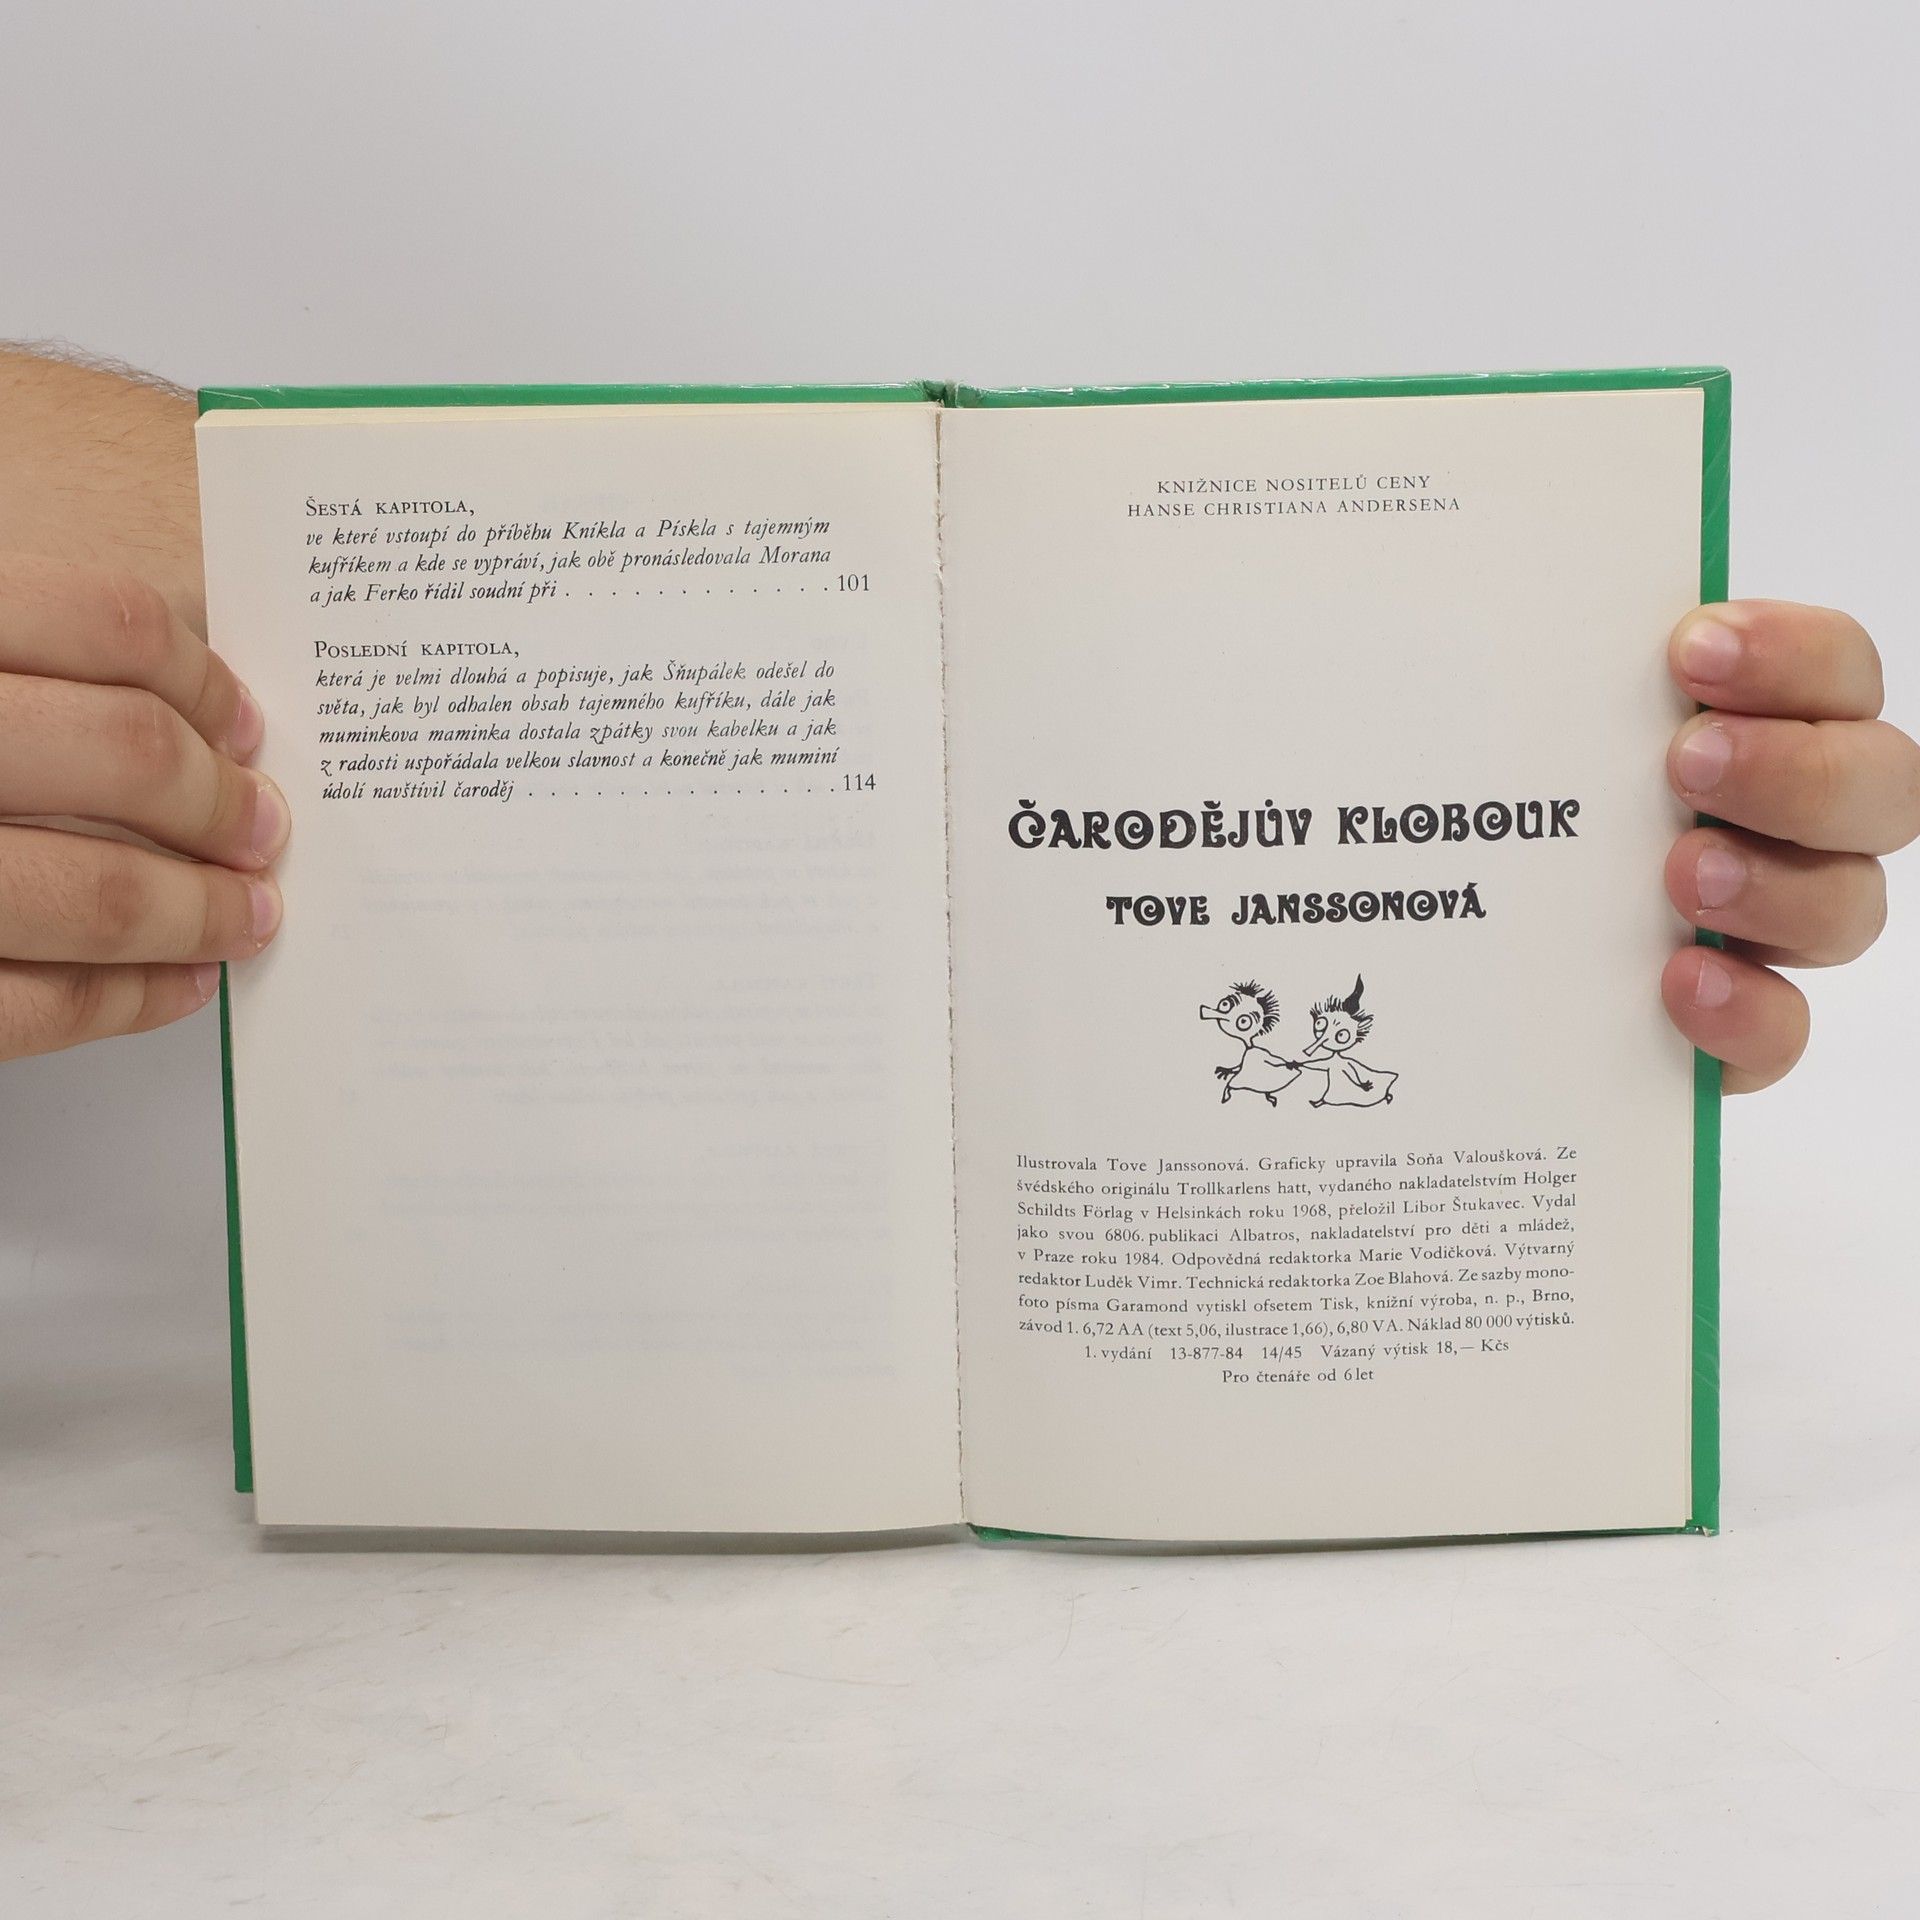 Šestá kapitola,
ve které vstoupí do příběhu Kníkla a Pískla s tajemným
kufříkem a kde se vypráví, jak obě pronásledovala Morana
a jak Ferko řídil soudní při . . . . . . . . . . . . 101
Poslední kapitola,
která je velmi dlouhá a popisuje, jak Šňupálek odešel do
světa, jak byl odhalen obsah tajemného kufříku, dále jak
muminkova maminka dostala zpátky svou kabelku a jak
z radosti uspořádala velkou slavnost a konečně jak muminí
údolí navštívil čaroděj . . . . . . . . . . . . . . 114
KNIŽNICE NOSITELŮ CENY
HANSE CHRISTIANA ANDERSENA
ČARODĚJŮV KLOBOUK
TOVE JANSSONOVÁ
Ilustrovala Tove Janssonová. Graficky upravila Soňa Valoušková. Ze
švédského originálu Trollkarlens hatt, vydaného nakladatelstvím Holger
Schildts Förlag v Helsinkách roku 1968, přeložil Libor Štukavec. Vydal
jako svou 6806. publikaci Albatros, nakladatelství pro děti a mládež,
v Praze roku 1984. Odpovědná redaktorka Marie Vodičková. Výtvarný
redaktor Luděk Vimr. Technická redaktorka Zoe Blahová. Ze sazby mono-
foto písma Garamond vytiskl ofsetem Tisk, knižní výroba, n. p., Brno,
závod 1. 6,72 AA (text 5,06, ilustrace 1,66), 6,80 VA. Náklad 80 000 výtisků.
1. vydání 13-877-84 14/45 Vázaný výtisk 18,— Kčs
Pro čtenáře od 6 let